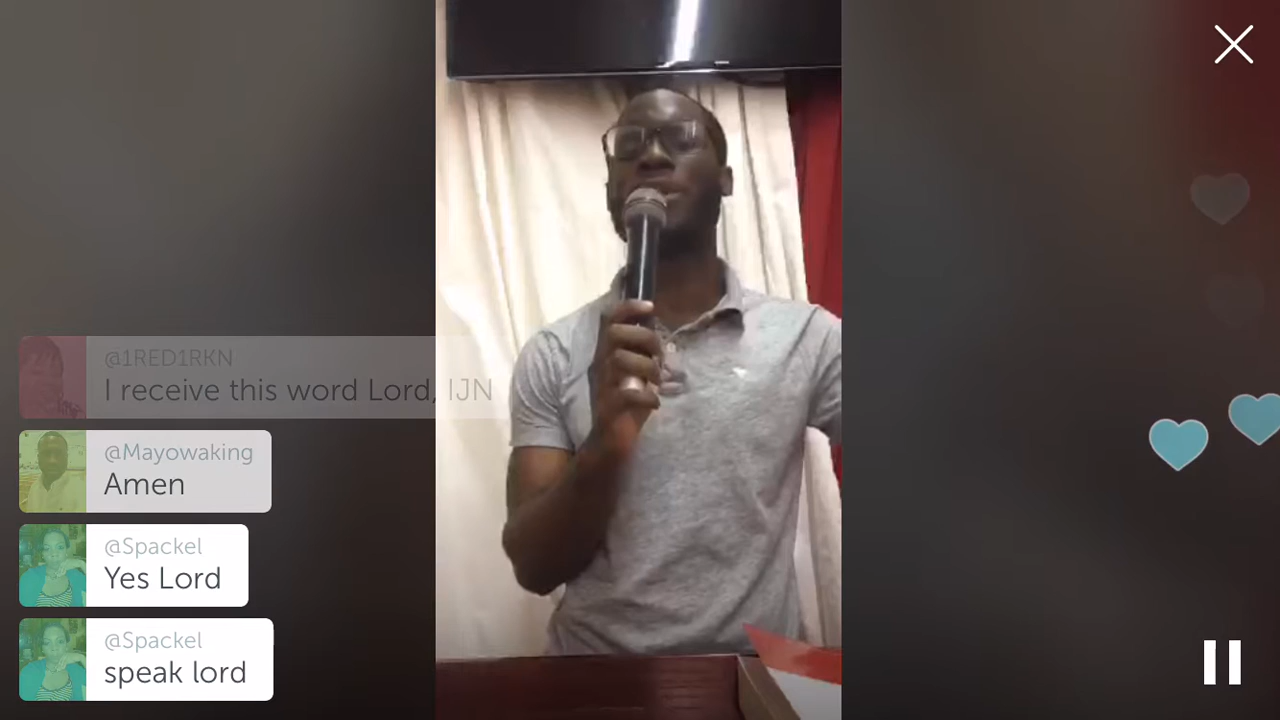 @1RED1RKN
I receive this word Lord, IJN
@Mayowaking
Amen
@Spackel
Yes Lord
@Spackel
speak lord